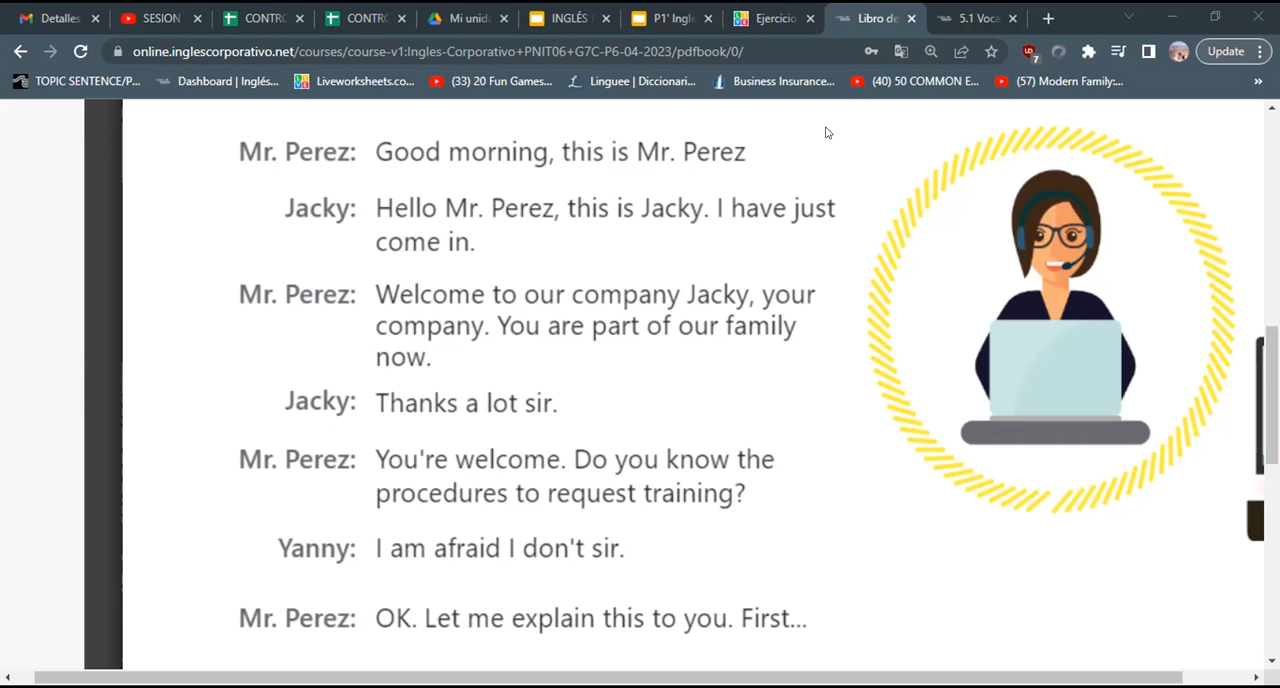 Detalles
SESION
CONTRO
CONTRO
Mi unida
INGLÉS I
P1' Ingle
Ejercicio
Libro de
5.1 Voca
online.inglescorporativo.net/courses/course-v1:Ingles-Corporativo+PNIT06+G7C-P6-04-2023/pdfbook/0/
7
Update
TOPIC SENTENCE/P...
Dashboard | Inglés...
Liveworksheets.co...
(33) 20 Fun Games...
Linguee | Diccionari...
Business Insurance...
(40) 50 COMMON E...
(57) Modern Family:...
»
Mr. Perez: Good morning, this is Mr. Perez
Jacky: Hello Mr. Perez, this is Jacky. I have just
come in.
Mr. Perez: Welcome to our company Jacky, your
company. You are part of our family
now.
Jacky: Thanks a lot sir.
Mr. Perez: You're welcome. Do you know the
procedures to request training?
Yanny: I am afraid I don't sir.
Mr. Perez: OK. Let me explain this to you. First...